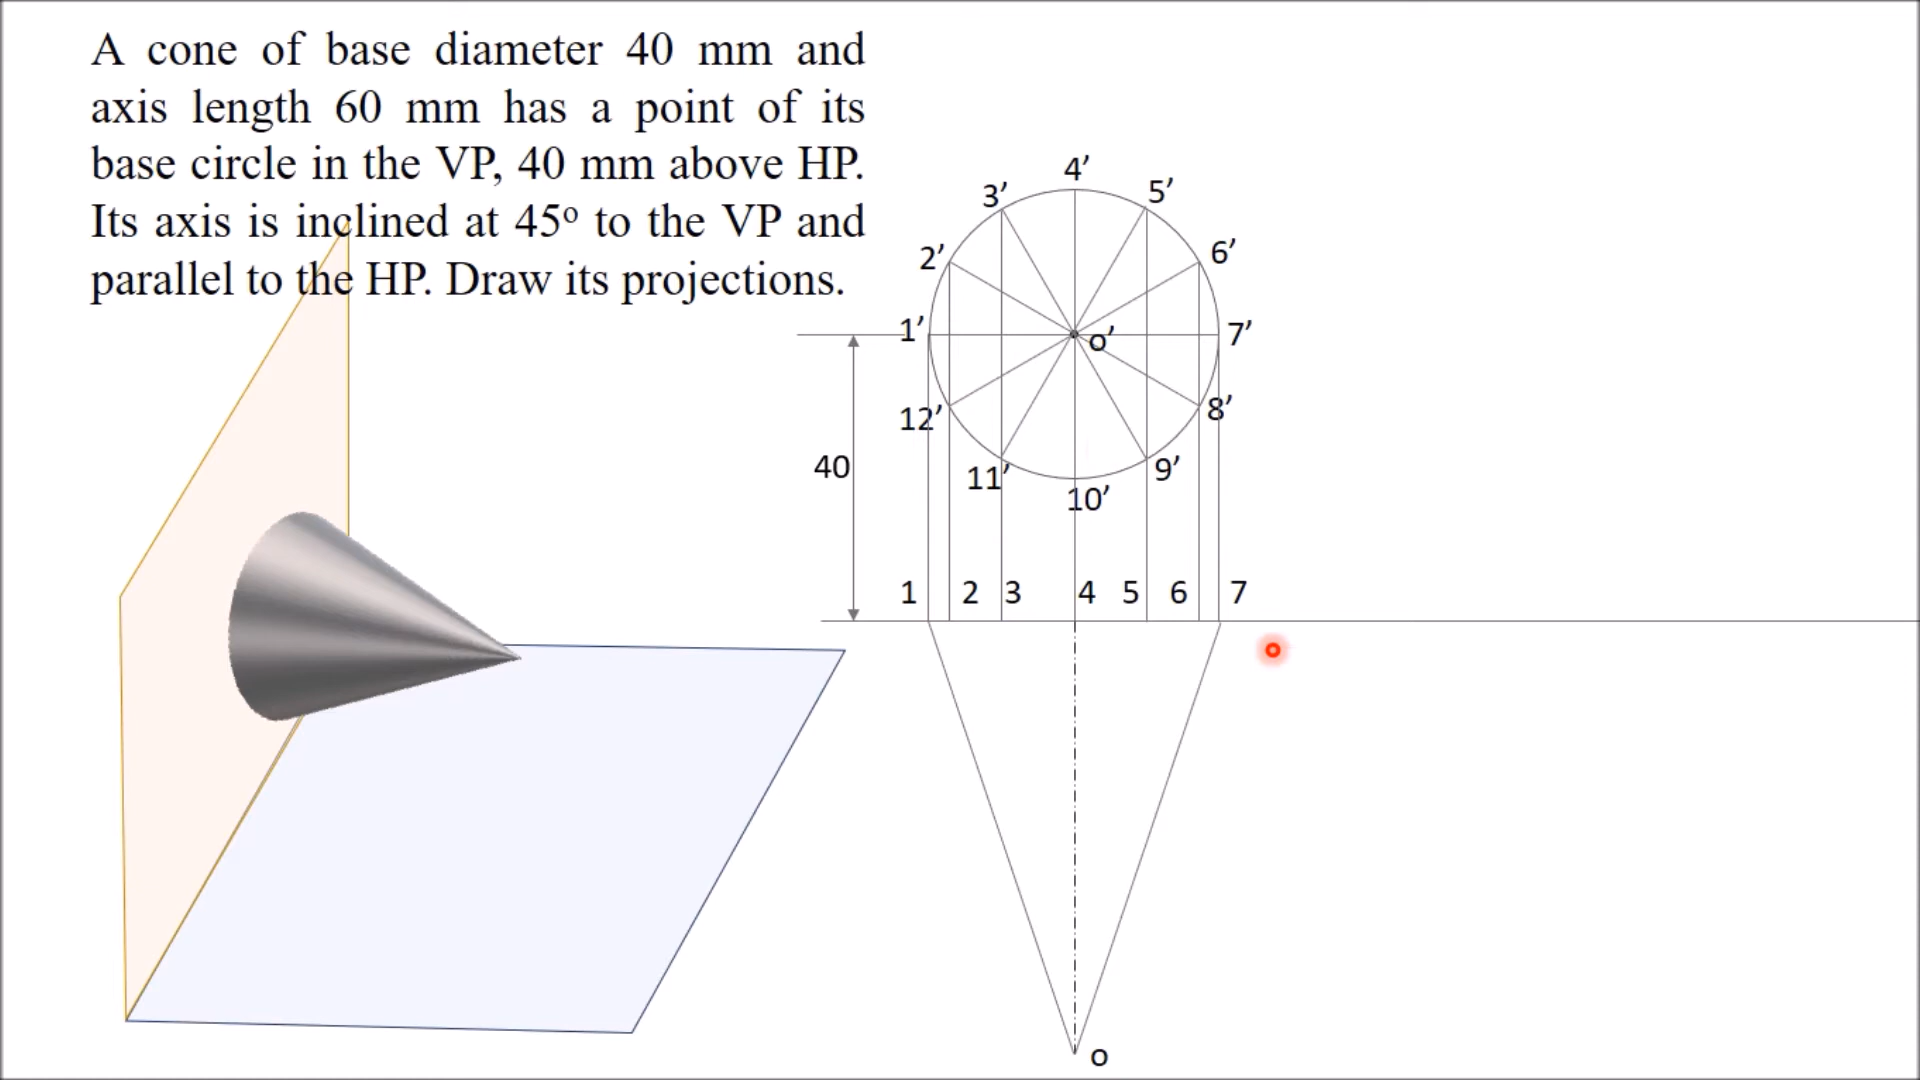 A cone of base diameter 40 mm and
axis length 60 mm has a point of its
base circle in the VP, 40 mm above HP.
Its axis is inclined at 45º to the VP and
parallel to the HP. Draw its projections.
4’
3’ 5’
2’ 6’
1’ o’ 7’
12’ 8’
40
11’ 9’
10’
1 2 3 4 5 6 7
o